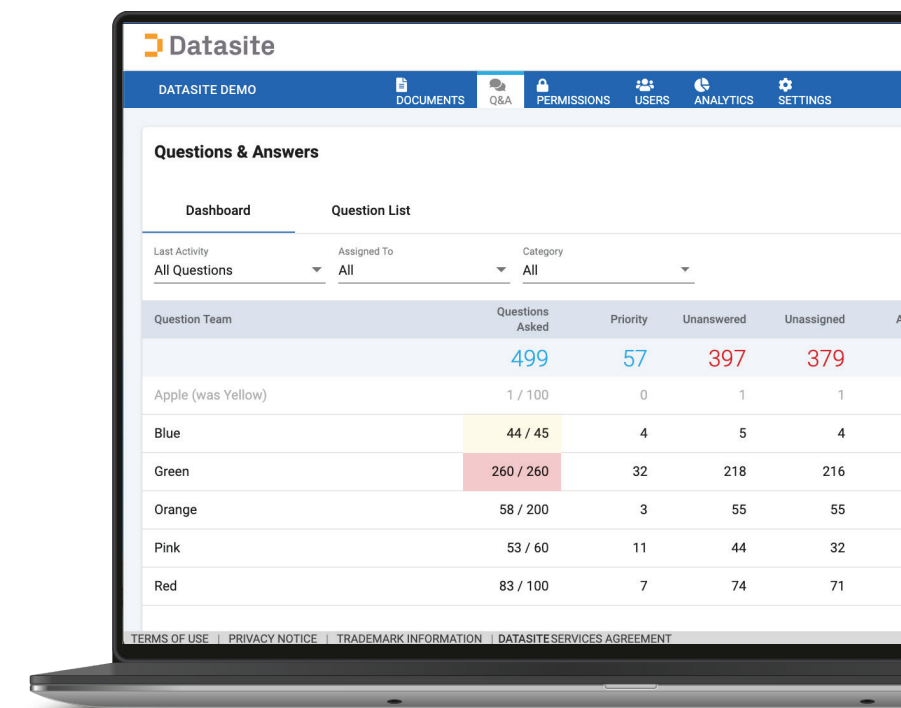 Datasite
DATASITE DEMO
DOCUMENTS
Q&A
PERMISSIONS
USERS
ANALYTICS
SETTINGS
Questions & Answers
Dashboard Question List
Last Activity Assigned To Category
All Questions All All
Question Team Questions Asked Priority Unanswered Unassigned A
499 57 397 379
Apple (was Yellow) 1 / 100 0 1 1
Blue 44 / 45 4 5 4
Green 260 / 260 32 218 216
Orange 58 / 200 3 55 55
Pink 53 / 60 11 44 32
Red 83 / 100 7 74 71
TERMS OF USE | PRIVACY NOTICE | TRADEMARK INFORMATION | DATASITE SERVICES AGREEMENT